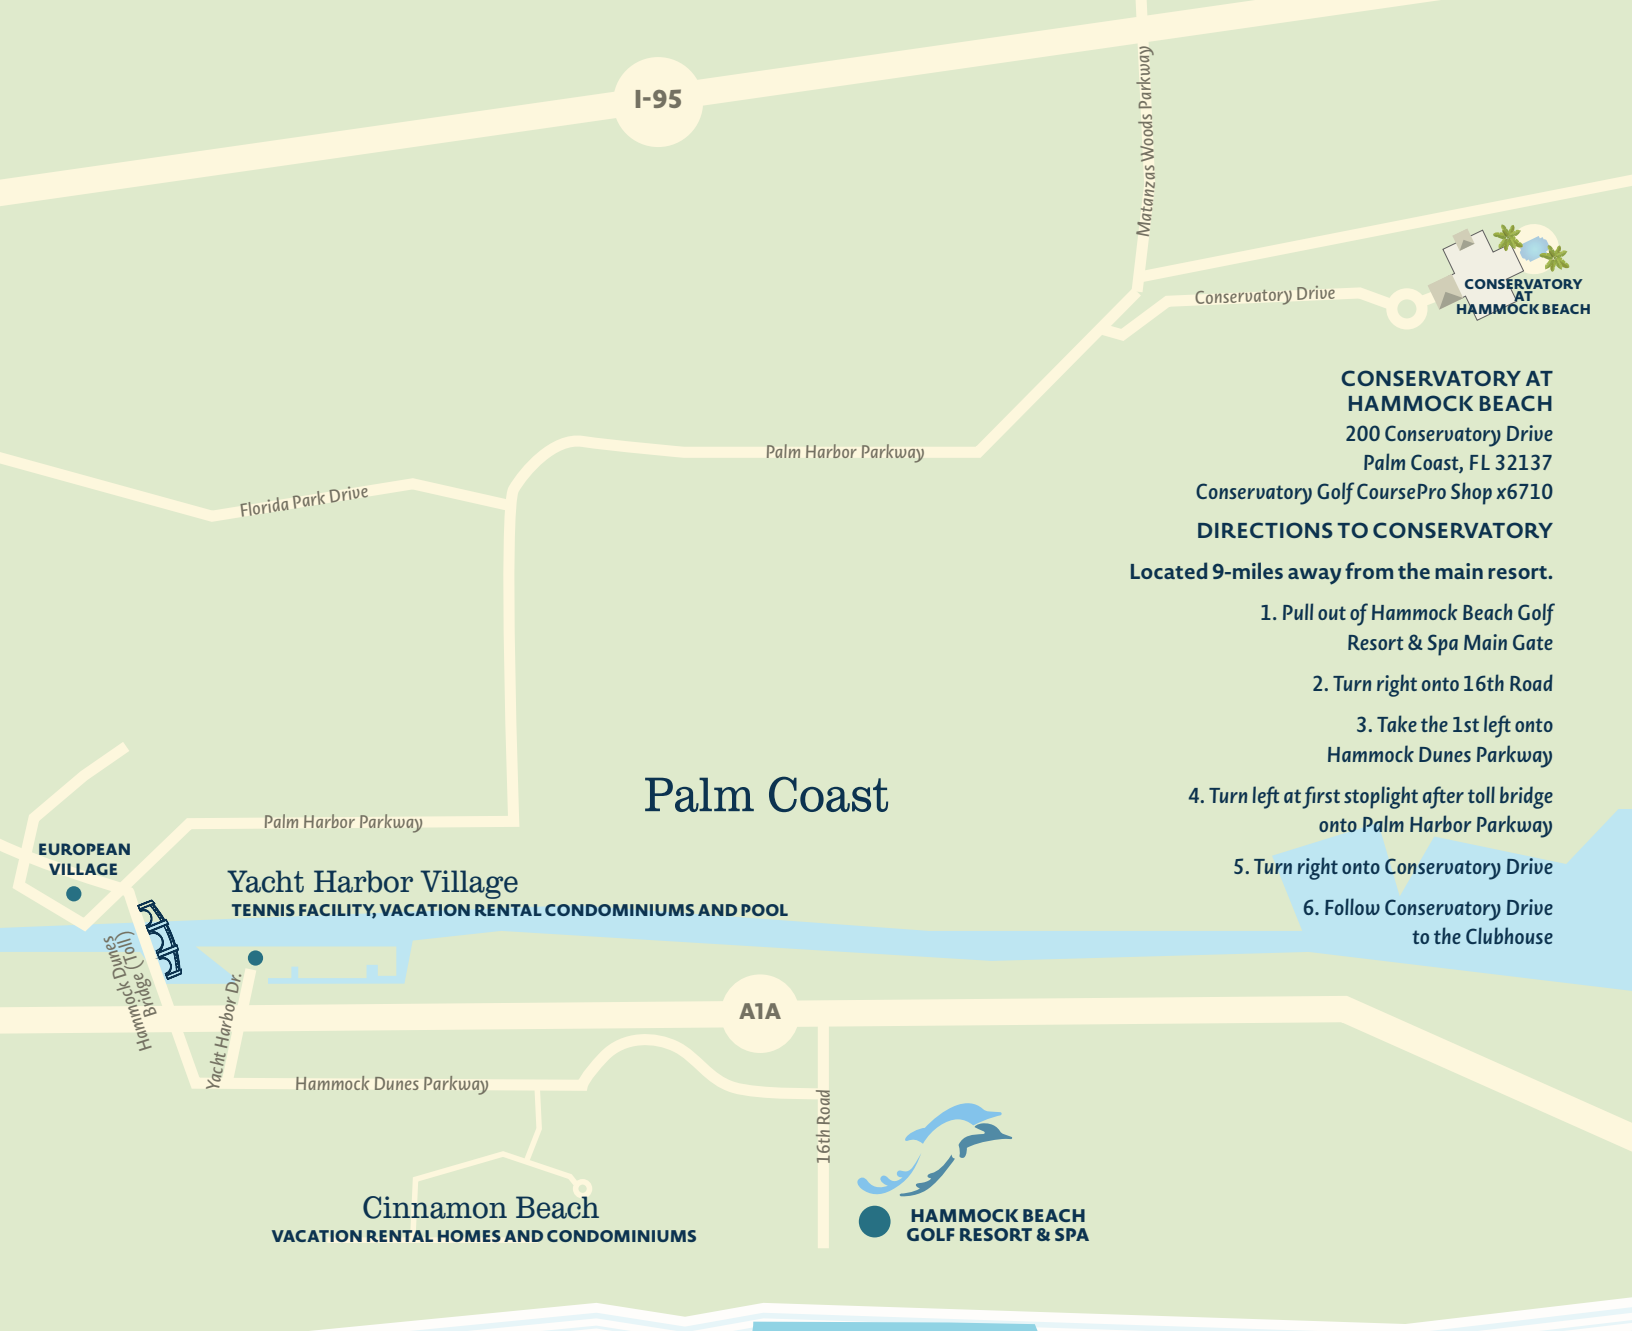 I-95
Matanzas Woods Parkway
Conservatory Drive
CONSERVATORY
AT
HAMMOCK BEACH
CONSERVATORY AT
HAMMOCK BEACH
200 Conservatory Drive
Palm Coast, FL 32137
Conservatory Golf CoursePro Shop x6710
DIRECTIONS TO CONSERVATORY
Located 9-miles away from the main resort.
1. Pull out of Hammock Beach Golf
Resort & Spa Main Gate
2. Turn right onto 16th Road
3. Take the 1st left onto
Hammock Dunes Parkway
4. Turn left at first stoplight after toll bridge
onto Palm Harbor Parkway
5. Turn right onto Conservatory Drive
6. Follow Conservatory Drive
to the Clubhouse
Palm Harbor Parkway
Florida Park Drive
Palm Coast
Palm Harbor Parkway
EUROPEAN
VILLAGE
Yacht Harbor Village
TENNIS FACILITY, VACATION RENTAL CONDOMINIUMS AND POOL
Hammock Dunes
Bridge (Toll)
Yacht Harbor Dr.
A1A
Hammock Dunes Parkway
16th Road
Cinnamon Beach
VACATION RENTAL HOMES AND CONDOMINIUMS
HAMMOCK BEACH
GOLF RESORT & SPA